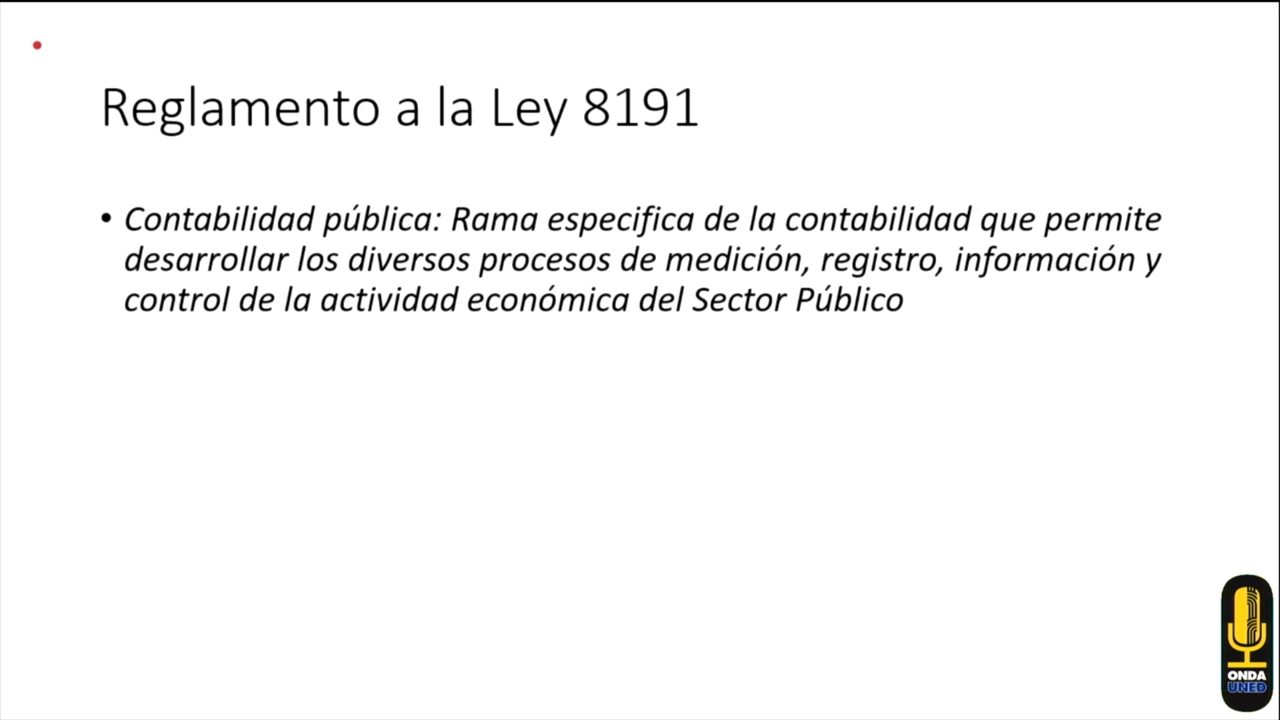 Reglamento a la Ley 8191
• Contabilidad pública: Rama especifica de la contabilidad que permite
desarrollar los diversos procesos de medición, registro, información y
control de la actividad económica del Sector Público
ONDA
UNED